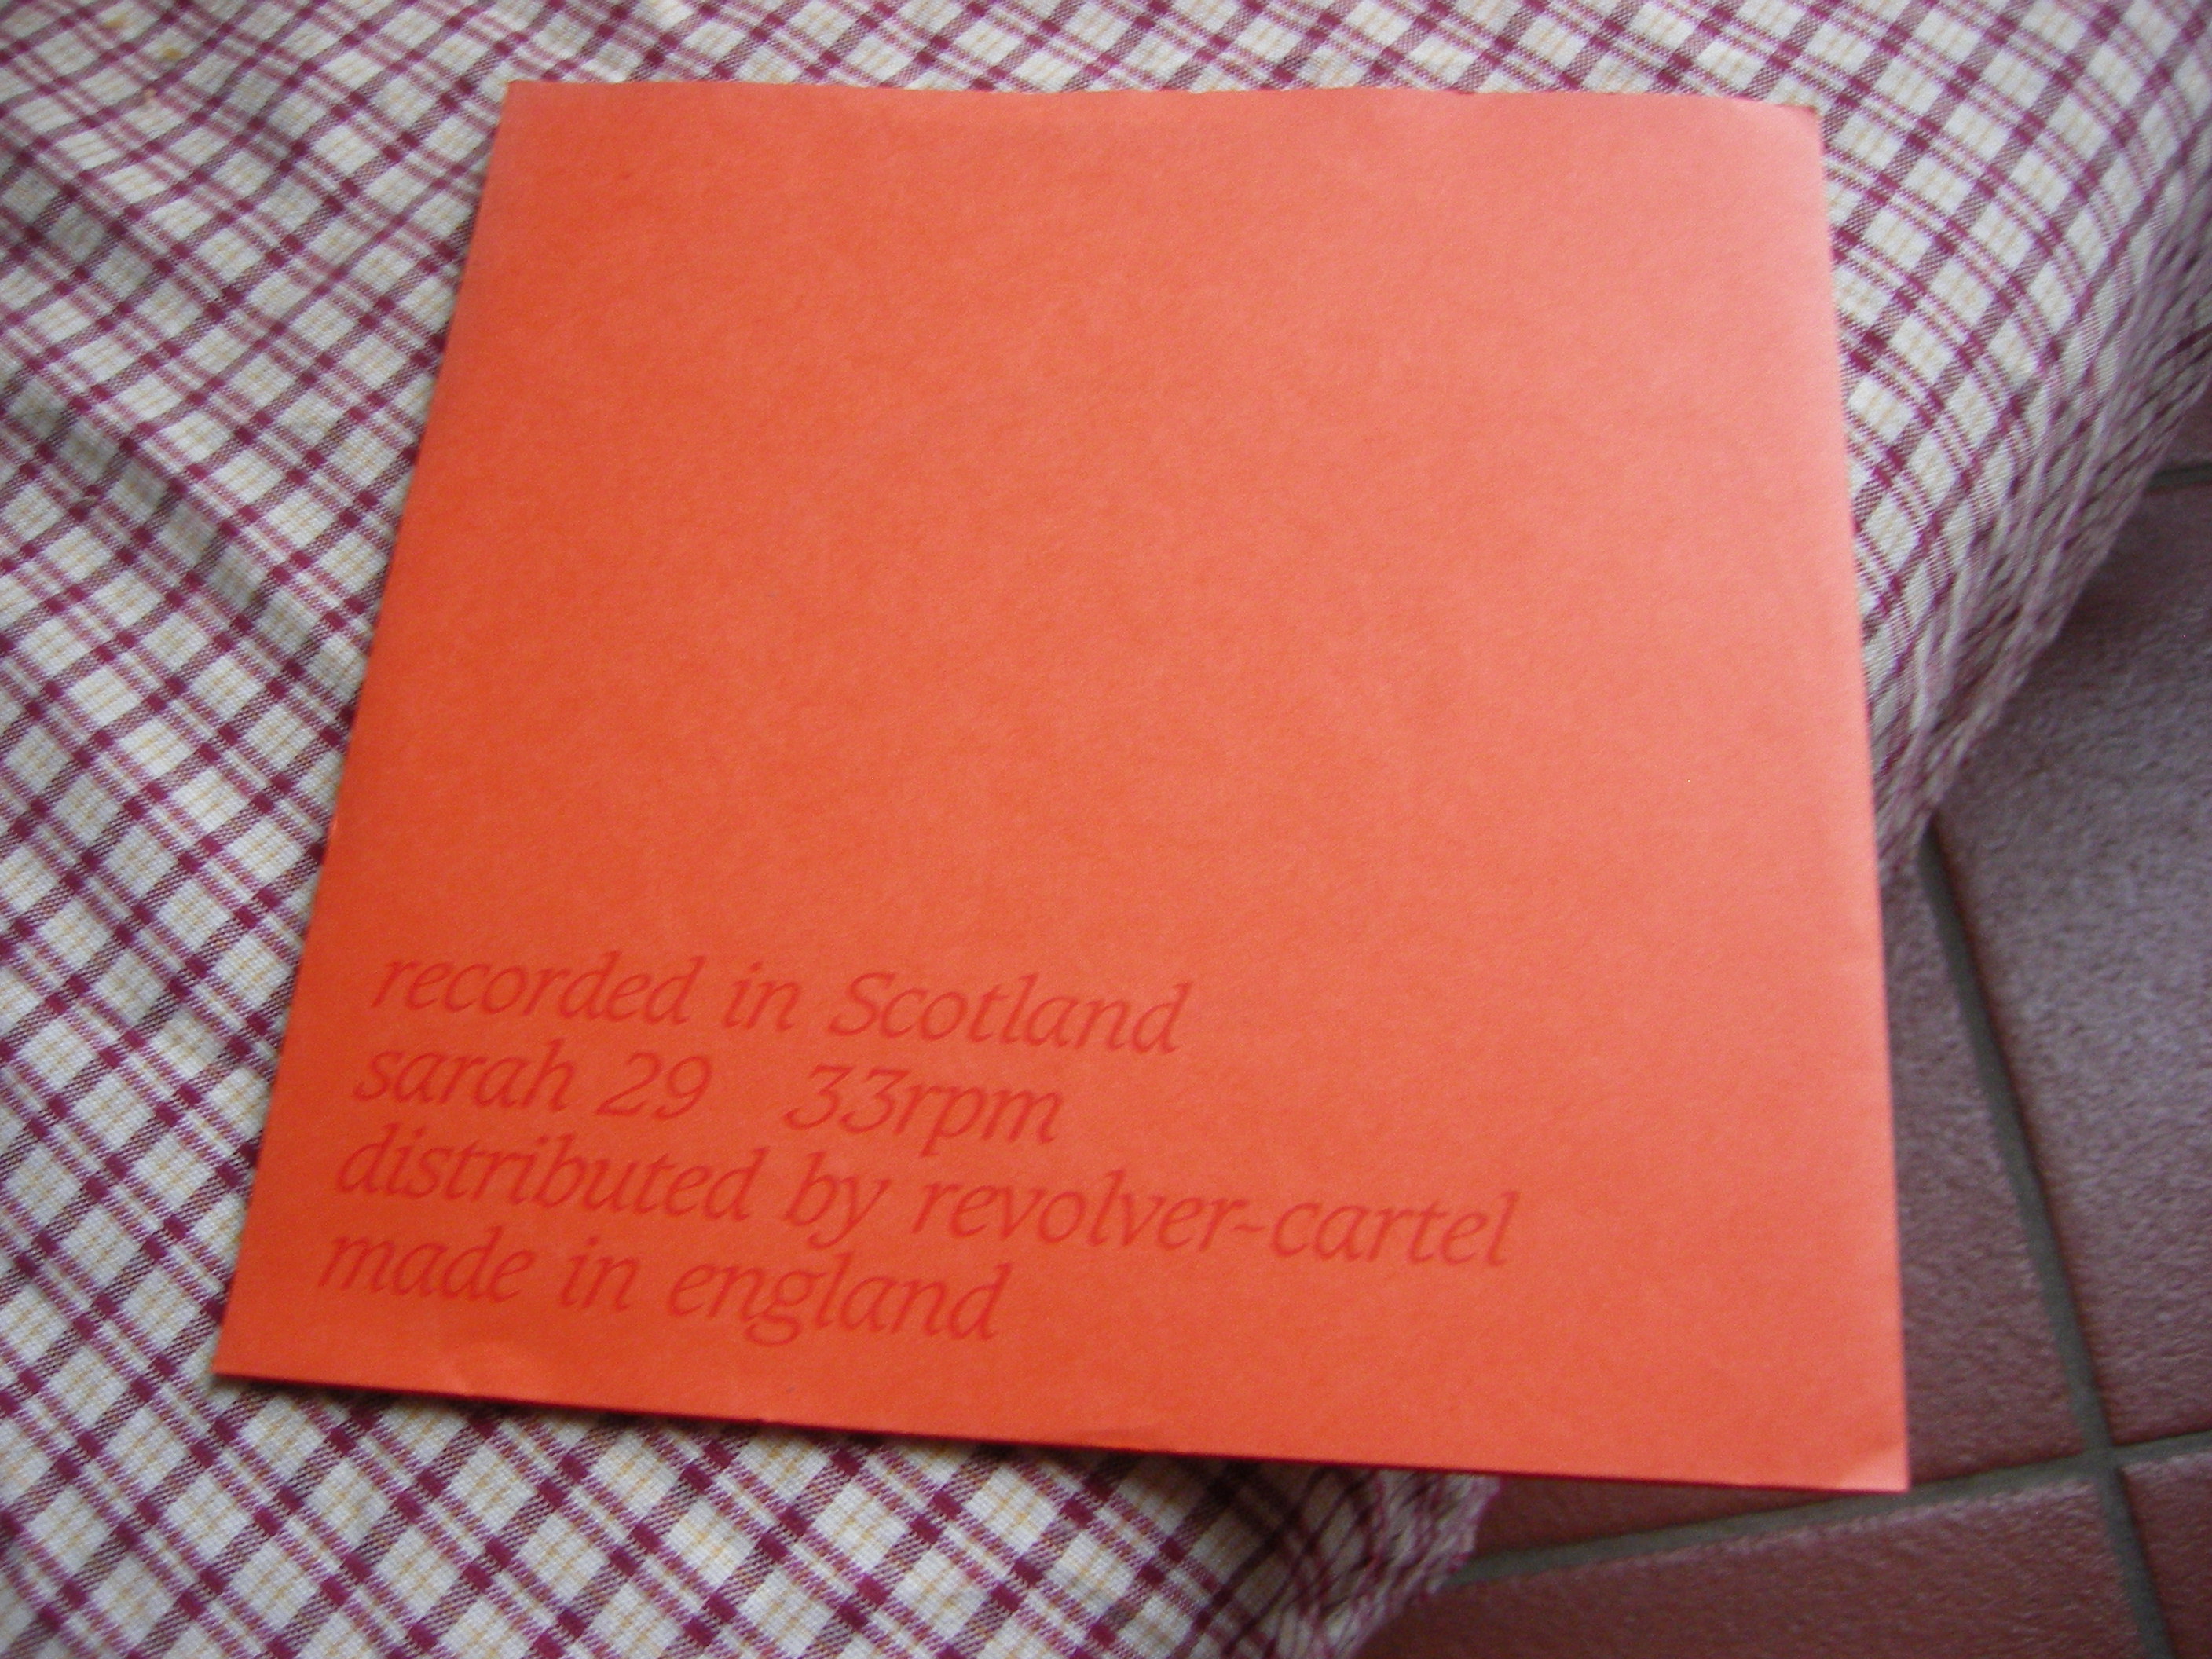 recorded in Scotland
sarah 29 33rpm
distributed by revolver-cartel
made in england